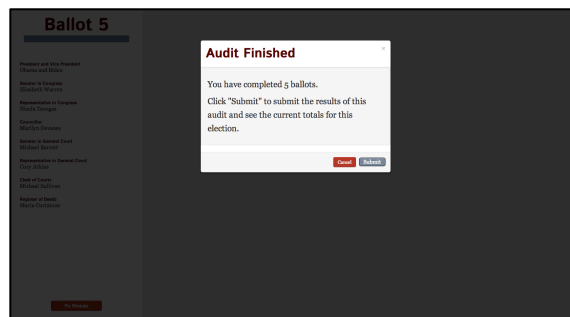 Ballot 5
President and Vice President
Obama and Biden
Senator in Congress
Elizabeth Warren
Representative in Congress
Niki Tsongas
Councillor
Marilyn
Senator in General Court
Michael Barrett
Representative in General Court
Cory Atkins
Clerk of Courts
Michael Sullivan
Register of Deeds
Maria Curtatone
Audit Finished
×
You have completed 5 ballots.
Click "Submit" to submit the results of this
audit and see the current totals for this
election.
Cancel Submit